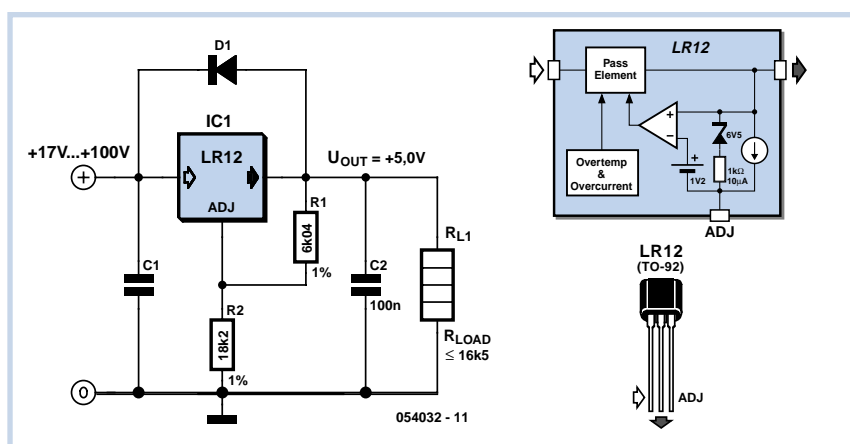 D1
IC1
+17V...+100V
LR12
ADJ
U_OUT = +5,0V
R1
6k04
1%
C1
R2
18k2
1%
C2
100n
R_L1
R_LOAD
≤ 16k5
0
054032 - 11
LR12
Pass
Element
Overtemp
&
Overcurrent
+
−
+
1V2
6V5
1kΩ
10µA
ADJ
LR12
(TO-92)
ADJ